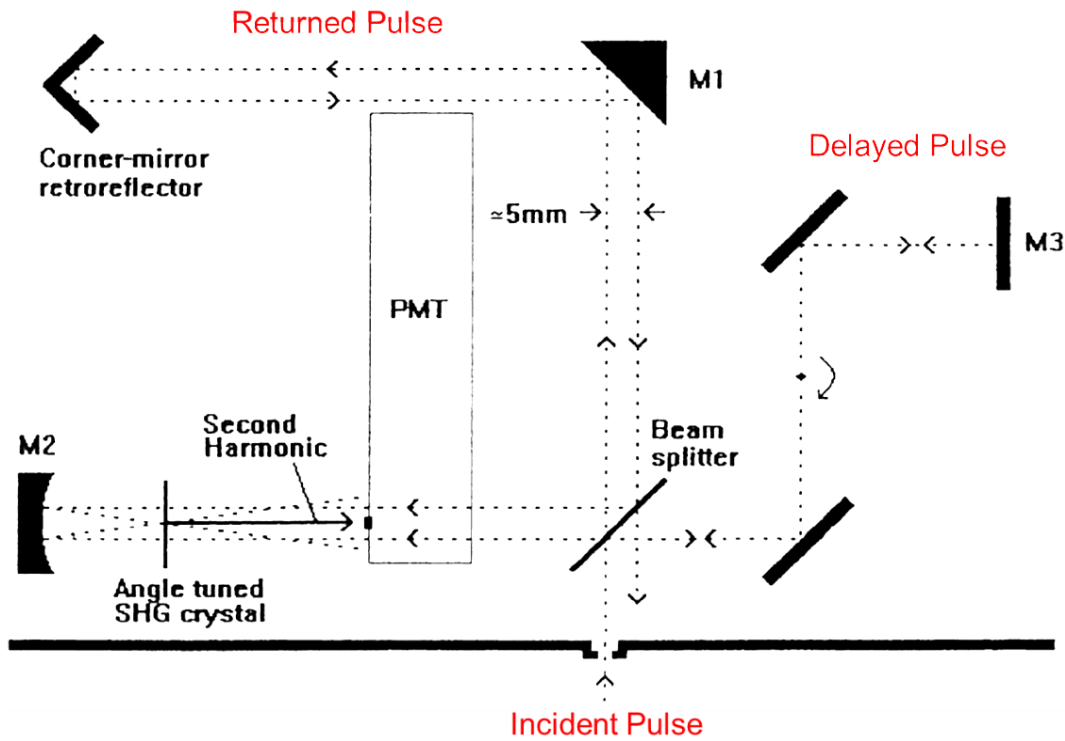 Returned Pulse
M1
Corner-mirror
retroreflector
Delayed Pulse
≃5mm
M3
PMT
Second
Harmonic
Beam
splitter
M2
Angle tuned
SHG crystal
Incident Pulse